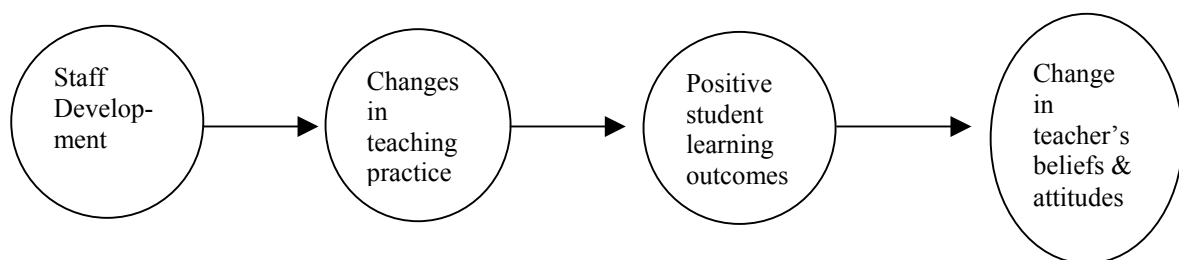 Staff
Develop-
ment
Changes
in
teaching
practice
Positive
student
learning
outcomes
Change
in
teacher’s
beliefs &
attitudes